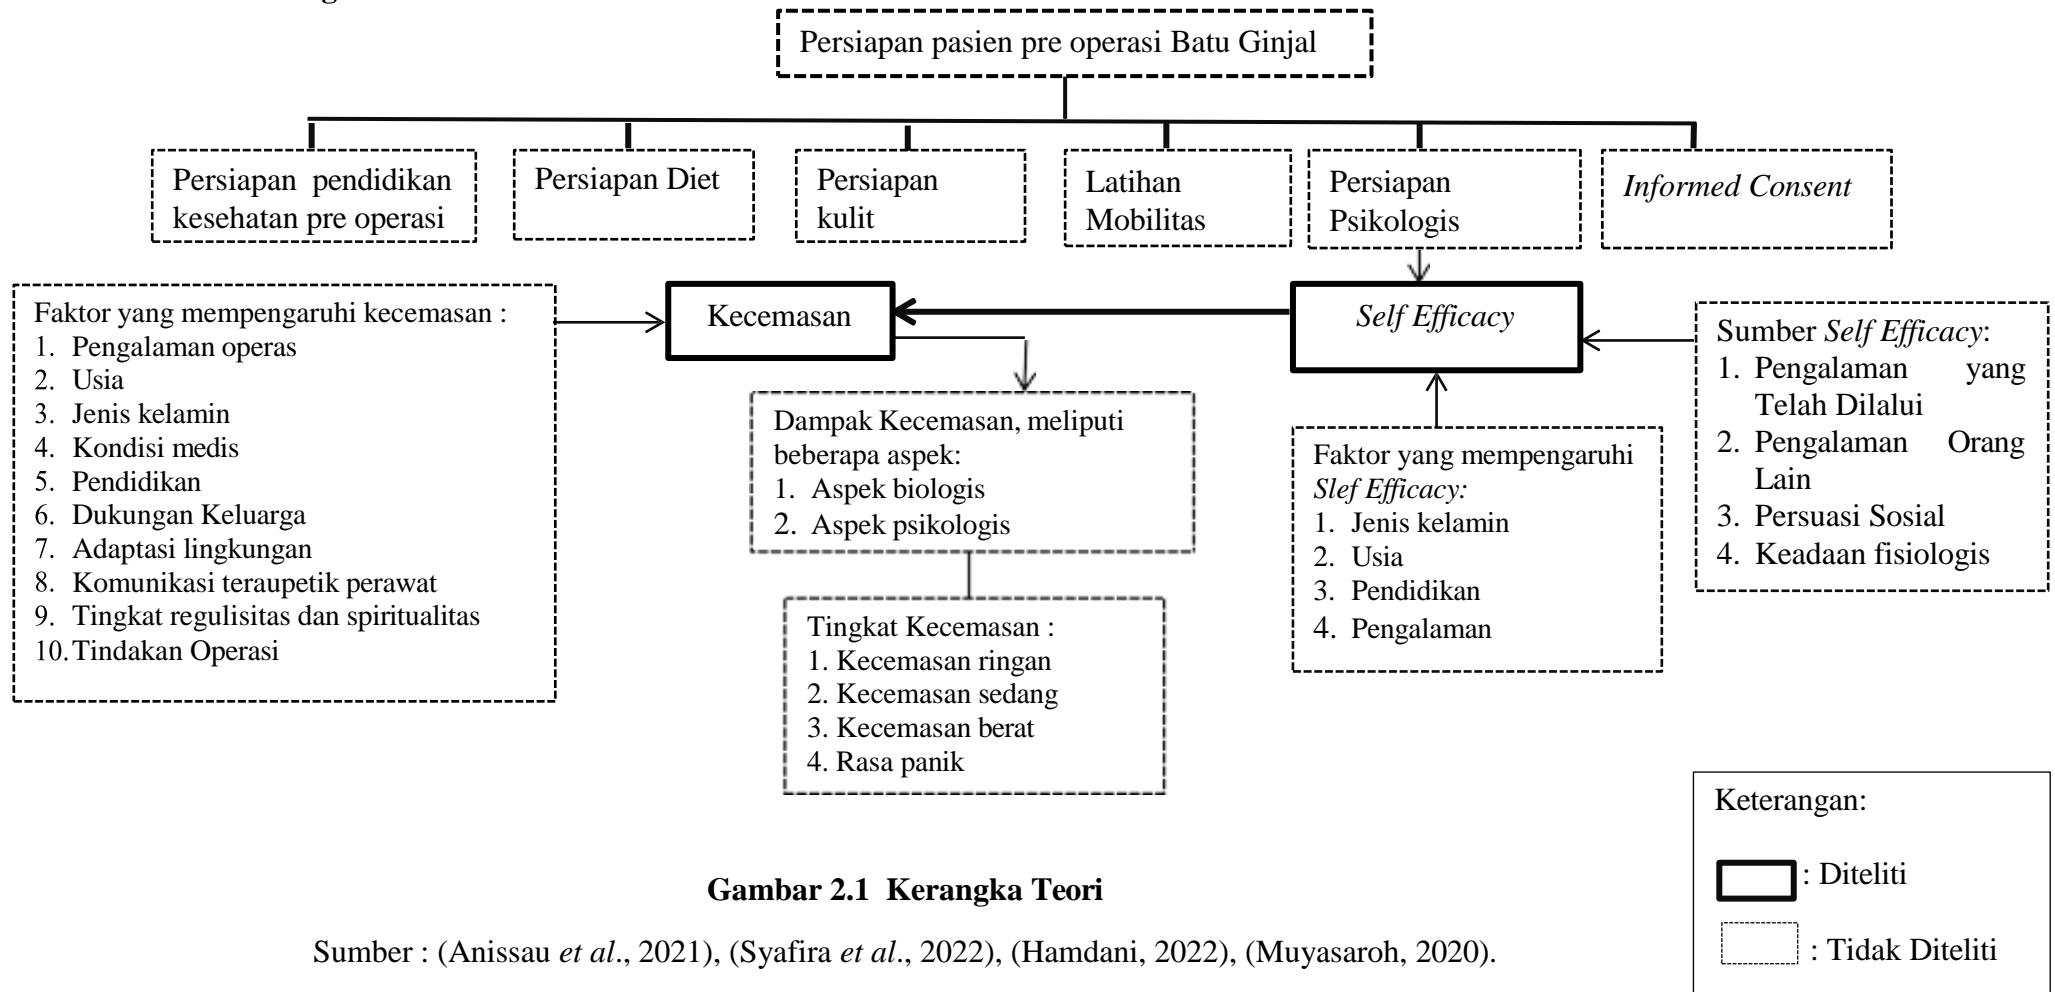 Persiapan pasien pre operasi Batu Ginjal
Persiapan pendidikan
kesehatan pre operasi
Persiapan Diet
Persiapan
kulit
Latihan
Mobilitas
Persiapan
Psikologis
Informed Consent
Faktor yang mempengaruhi kecemasan :
1. Pengalaman operas
2. Usia
3. Jenis kelamin
4. Kondisi medis
5. Pendidikan
6. Dukungan Keluarga
7. Adaptasi lingkungan
8. Komunikasi teraupetik perawat
9. Tingkat regulisitas dan spiritualitas
10. Tindakan Operasi
Kecemasan
Self Efficacy
Dampak Kecemasan, meliputi
beberapa aspek:
1. Aspek biologis
2. Aspek psikologis
Tingkat Kecemasan :
1. Kecemasan ringan
2. Kecemasan sedang
3. Kecemasan berat
4. Rasa panik
Faktor yang mempengaruhi
Slef Efficacy:
1. Jenis kelamin
2. Usia
3. Pendidikan
4. Pengalaman
Sumber Self Efficacy:
1. Pengalaman yang
Telah Dilalui
2. Pengalaman Orang
Lain
3. Persuasi Sosial
4. Keadaan fisiologis
Keterangan:
: Diteliti
: Tidak Diteliti
Gambar 2.1 Kerangka Teori
Sumber : (Anissau et al., 2021), (Syafira et al., 2022), (Hamdani, 2022), (Muyasaroh, 2020).